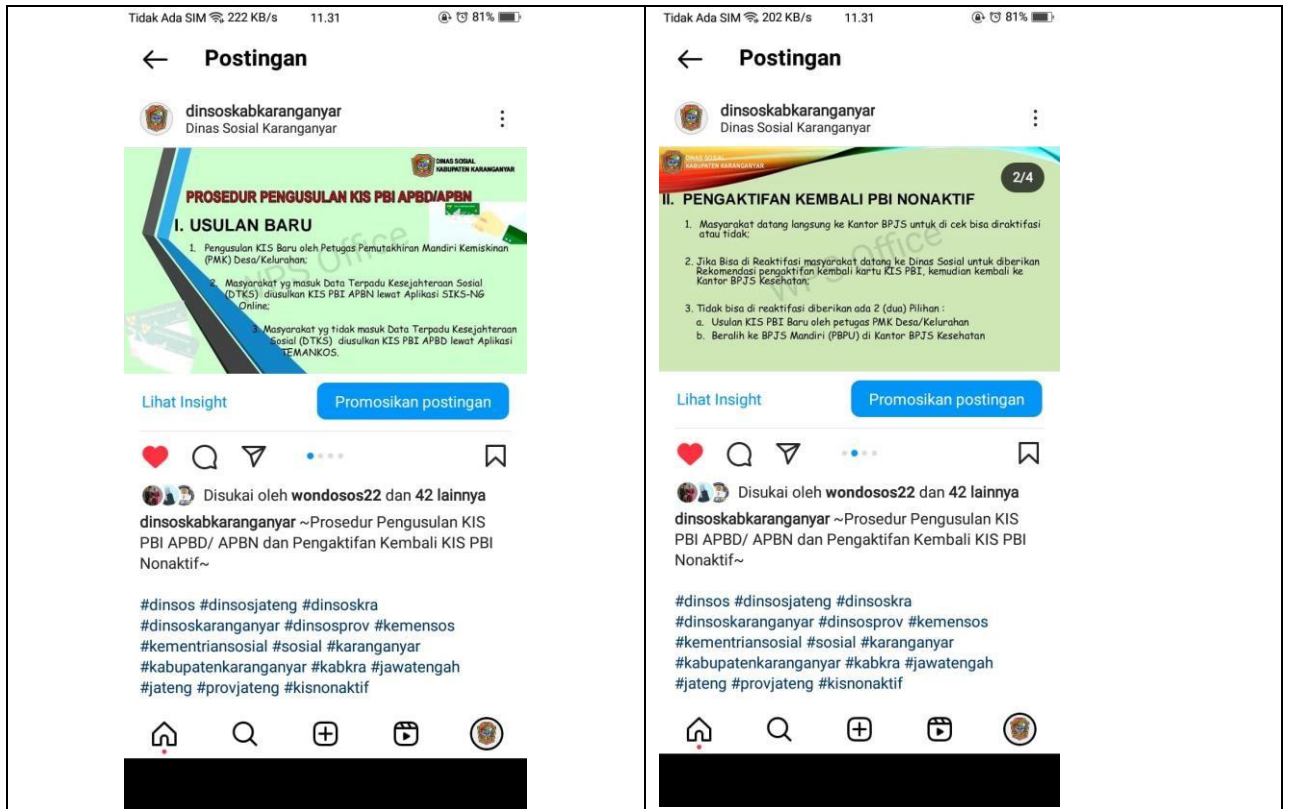 Tidak Ada SIM 222 KB/s 11.31 81%
Postingan
dinsoskabkaranganyar
Dinas Sosial Karanganyar
DINAS SOSIAL
KABUPATEN KARANGANYAR
PROSEDUR PENGUSULAN KIS PBI APBD/APBN
I. USULAN BARU
1. Pengusulan KIS Baru oleh Petugas Pemutakhiran Mandiri Kemiskinan
(PMK) Desa/Kelurahan;
2. Masyarakat yg masuk Data Terpadu Kesejahteraan Sosial
(DTKS) diusulkan KIS PBI APBN lewat Aplikasi SIKS-NG
Online;
3. Masyarakat yg tidak masuk Data Terpadu Kesejahteraan
Sosial (DTKS) diusulkan KIS PBI APBD lewat Aplikasi
TEMANKOS.
WPS Office
Lihat Insight Promosikan postingan
Disukai oleh wondosos22 dan 42 lainnya
dinsoskabkaranganyar ~Prosedur Pengusulan KIS
PBI APBD/ APBN dan Pengaktifan Kembali KIS PBI
Nonaktif~
#dinsos #dinsosjateng #dinsoskra
#dinsoskaranganyar #dinsosprov #kemensos
#kementriansosial #sosial #karanganyar
#kabupatenkaranganyar #kabkra #jawatengah
#jateng #provjateng #kisnonaktif
Tidak Ada SIM 202 KB/s 11.31 81%
Postingan
dinsoskabkaranganyar
Dinas Sosial Karanganyar
DINAS SOSIAL
KABUPATEN KARANGANYAR
2/4
II. PENGAKTIFAN KEMBALI PBI NONAKTIF
1. Masyarakat datang langsung ke Kantor BPJS untuk di cek bisa diraktifasi
atau tidak;
2. Jika Bisa di Reaktifasi masyarakat datang ke Dinas Sosial untuk diberikan
Rekomendasi pengaktifan kembali kartu KIS PBI, kemudian kembali ke
Kantor BPJS Kesehatan;
3. Tidak bisa di reaktifasi diberikan ada 2 (dua) Pilihan :
a. Usulan KIS PBI Baru oleh petugas PMK Desa/Kelurahan
b. Beralih ke BPJS Mandiri (PBPU) di Kantor BPJS Kesehatan
WPS Office
Lihat Insight Promosikan postingan
Disukai oleh wondosos22 dan 42 lainnya
dinsoskabkaranganyar ~Prosedur Pengusulan KIS
PBI APBD/ APBN dan Pengaktifan Kembali KIS PBI
Nonaktif~
#dinsos #dinsosjateng #dinsoskra
#dinsoskaranganyar #dinsosprov #kemensos
#kementriansosial #sosial #karanganyar
#kabupatenkaranganyar #kabkra #jawatengah
#jateng #provjateng #kisnonaktif